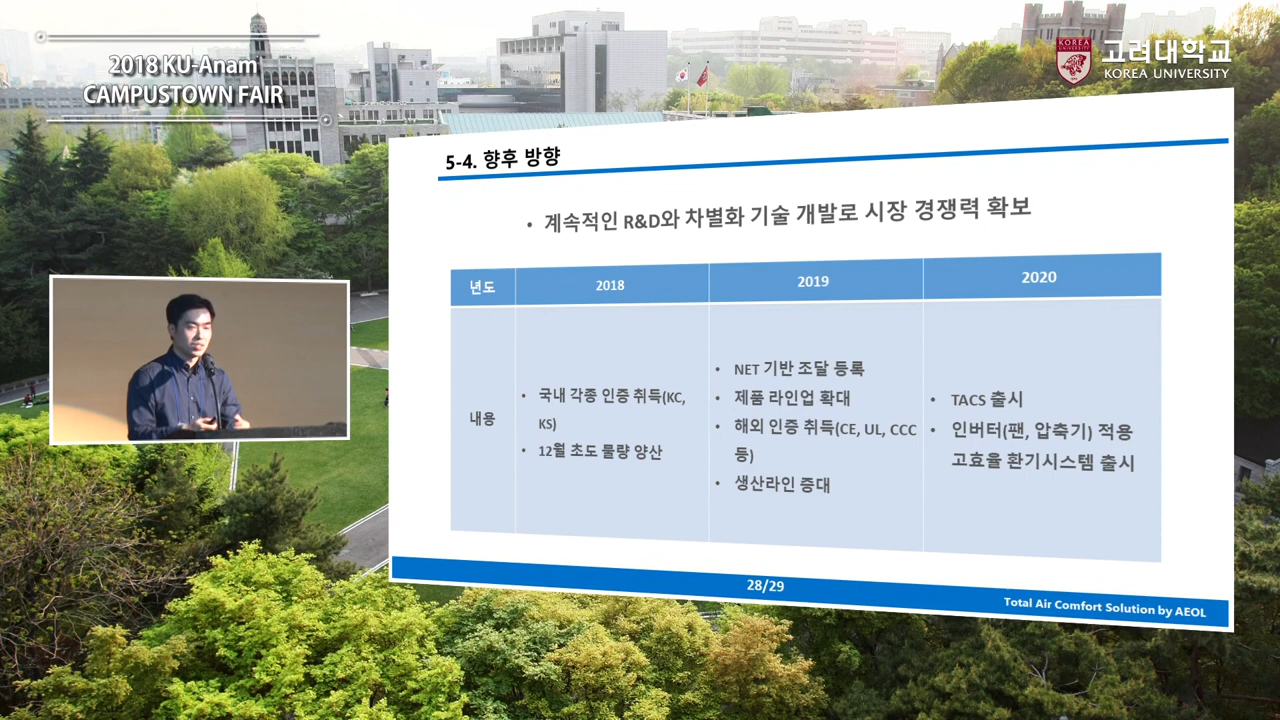 2018 KU-Anam
CAMPUSTOWN FAIR
KOREA
UNIVERSITY
고려대학교
KOREA UNIVERSITY
5-4. 향후 방향
• 계속적인 R&D와 차별화 기술 개발로 시장 경쟁력 확보
년도
2018
2019
2020
내용
• 국내 각종 인증 취득(KC,
KS)
• 12월 초도 물량 양산
• NET 기반 조달 등록
• 제품 라인업 확대
• 해외 인증 취득(CE, UL, CCC
등)
• 생산라인 증대
• TACS 출시
• 인버터(팬, 압축기) 적용
고효율 환기시스템 출시
28/29
Total Air Comfort Solution by AEOL